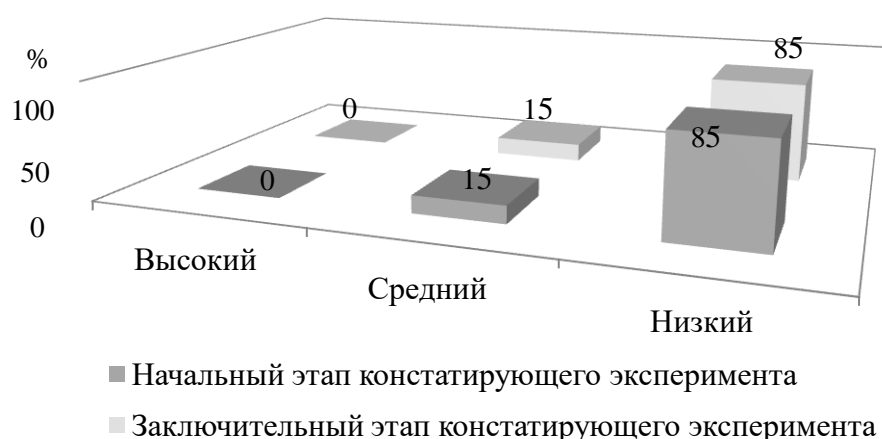 %
100
50
0
85
0
15
85
0
15
Высокий
Средний
Низкий
Начальный этап констатирующего эксперимента
Заключительный этап констатирующего эксперимента